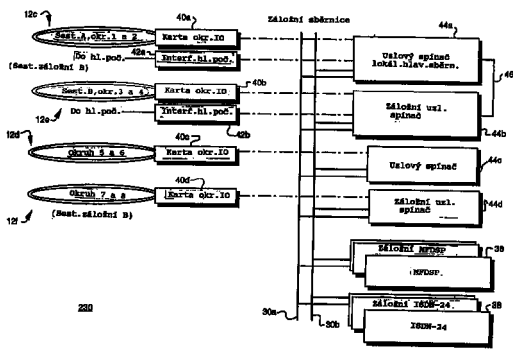 12c
40a
Záložní sběrnice
44a
Sest.A,okr.1 a 2
Karta okr.IO
42a
Uzlový spínač
lokál.hlav.sběrn.
Do hl.poč.
Interf.hl.poč.
46
(Sest.záložní B)
40b
Sest.B,okr.3 a 4
Karta okr.IO
Záložní uzl.
spínač
12e
Do hl.poč.
Interf.hl.poč.
44b
12d
42b
40c
Okruh 5 a 6
Karta okr.IO
Uzlový spínač
44c
40d
Okruh 7 a 8
Karta okr.IO
Záložní uzl.
spínač
44d
12f
(Sest.záložní B)
Záložní MFDSP
38
MFDSP
230
Záložní ISDN-24
38
30a
30b
ISDN-24